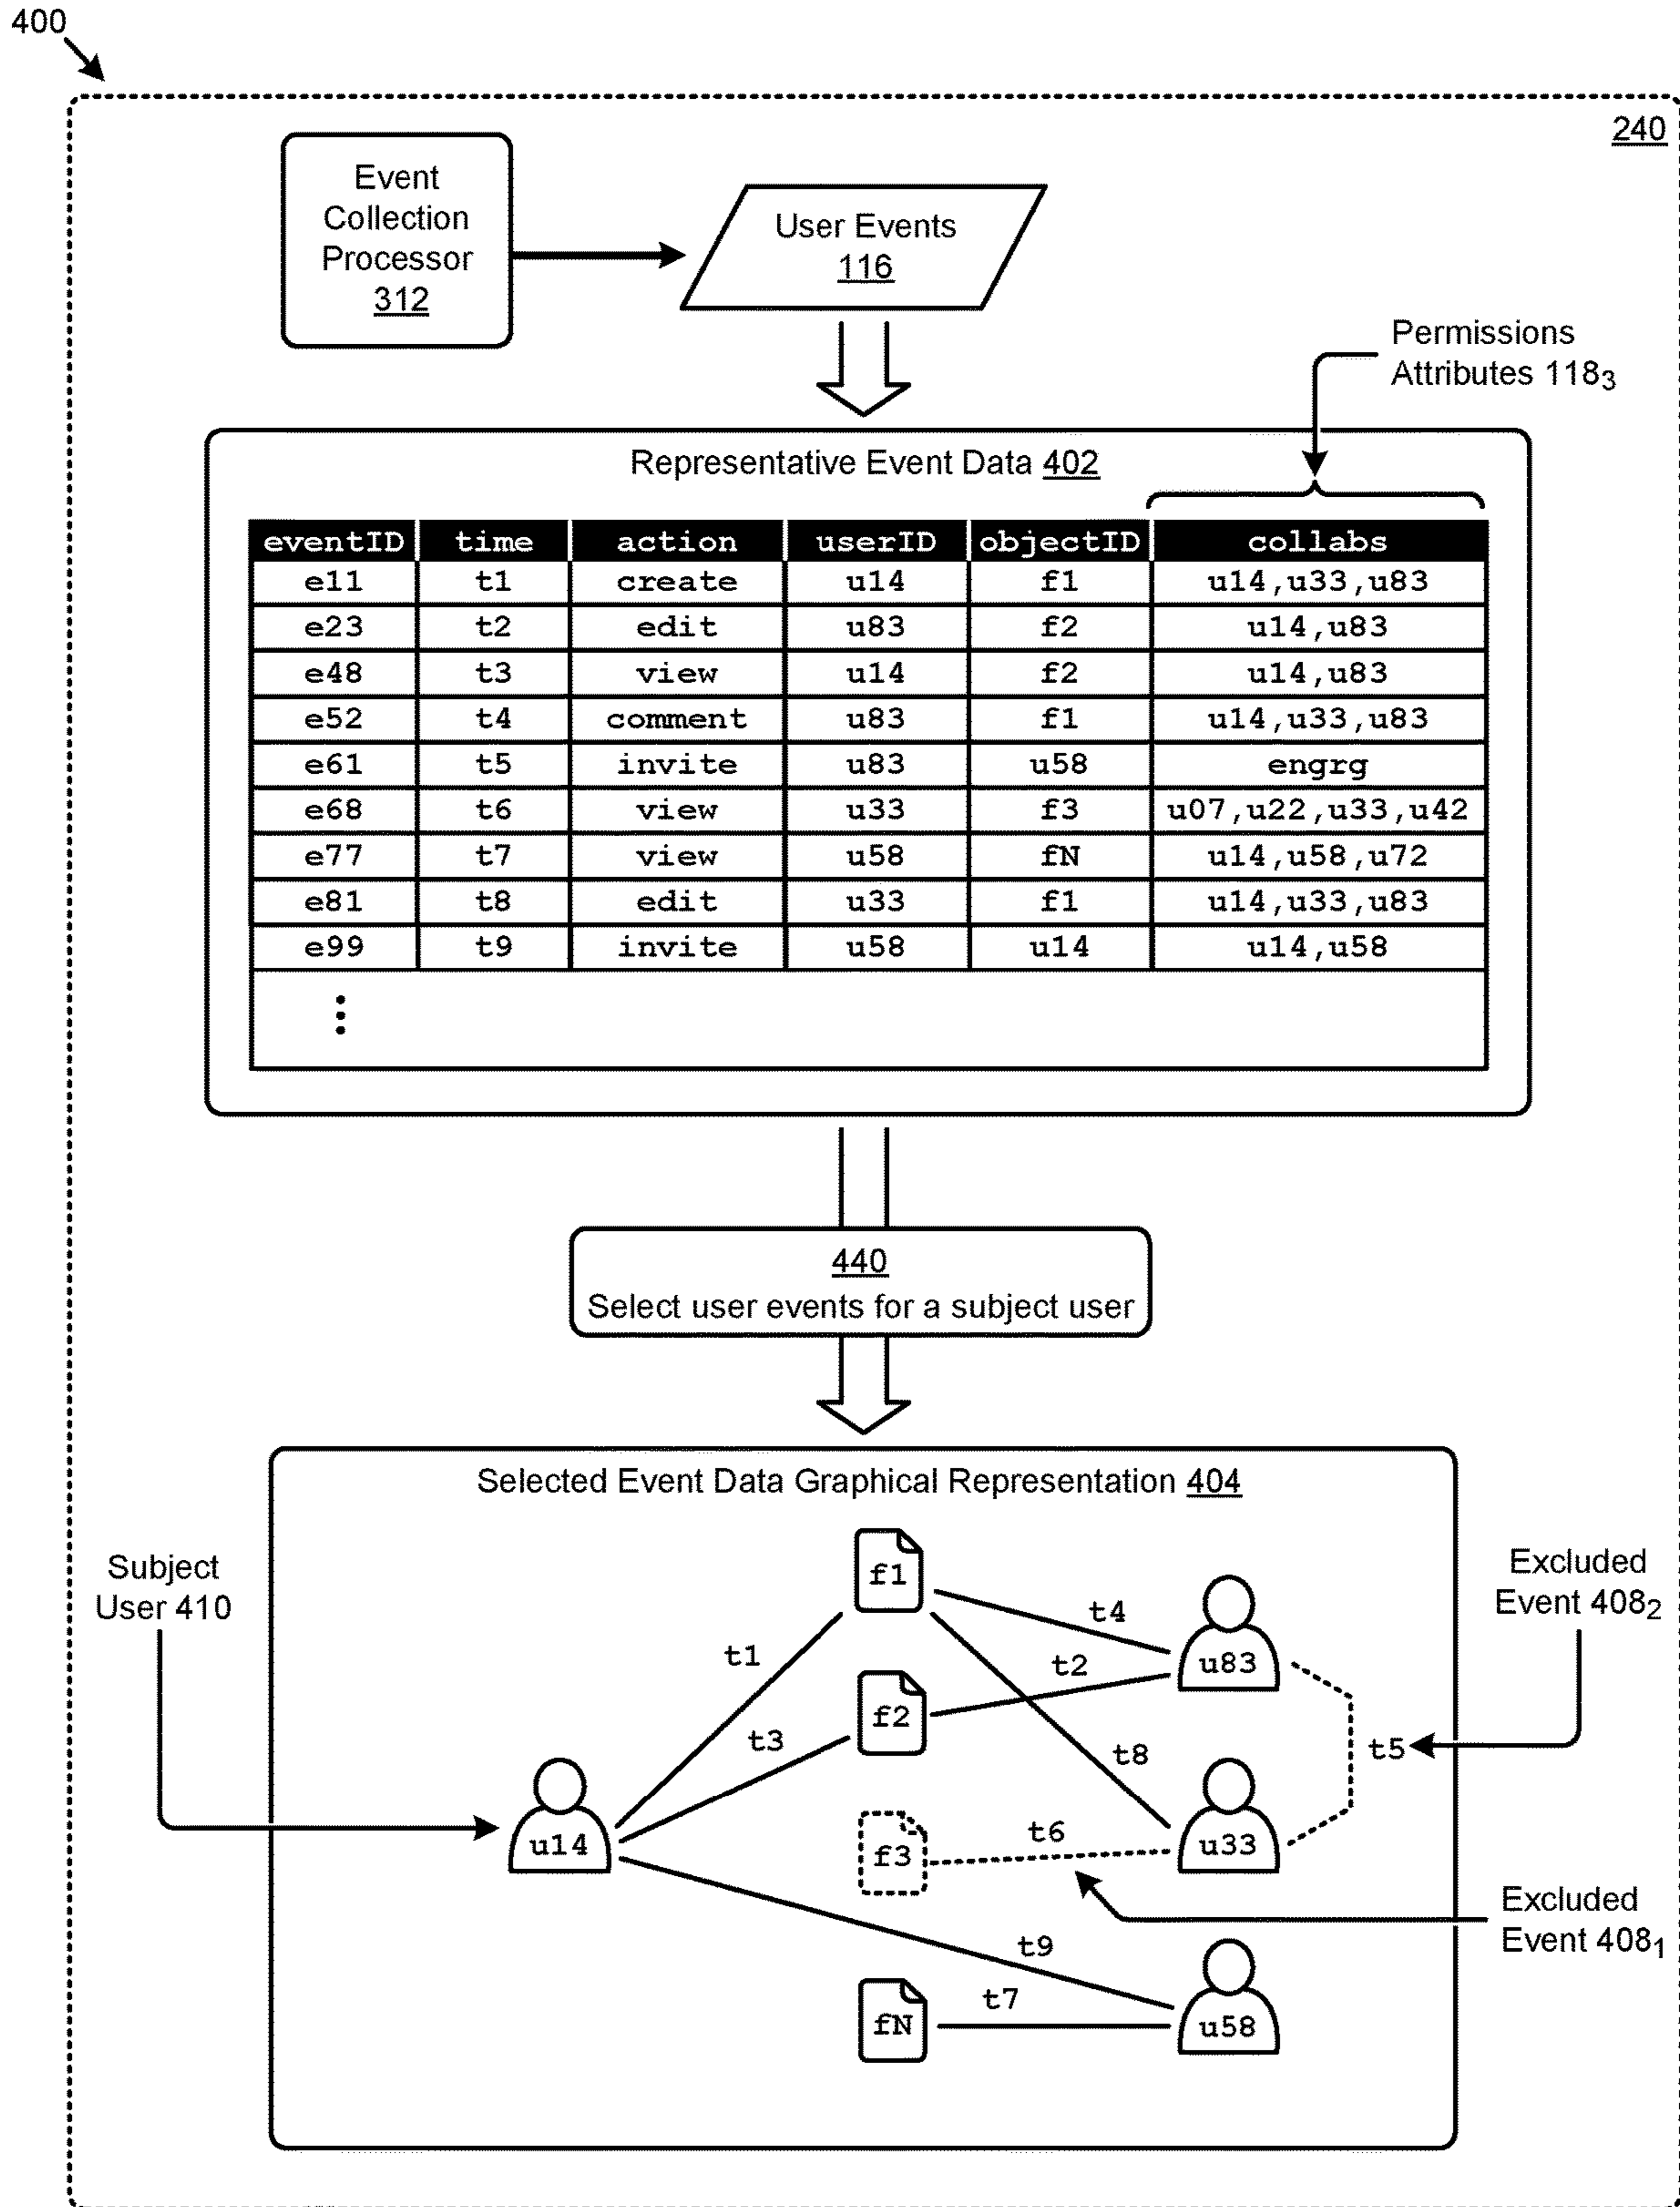 400
240
Event
Collection
Processor
312
User Events
116
Permissions
Attributes 118₃
Representative Event Data 402
eventID time action userID objectID collabs
e11 t1 create u14 f1 u14,u33,u83
e23 t2 edit u83 f2 u14,u83
e48 t3 view u14 f2 u14,u83
e52 t4 comment u83 f1 u14,u33,u83
e61 t5 invite u83 u58 engrg
e68 t6 view u33 f3 u07,u22,u33,u42
e77 t7 view u58 fN u14,u58,u72
e81 t8 edit u33 f1 u14,u33,u83
e99 t9 invite u58 u14 u14,u58
440
Select user events for a subject user
Selected Event Data Graphical Representation 404
Subject
User 410
Excluded
Event 408₂
f1
t4
t1
u83
t2
f2
t3
t8
t5
u14
f3
t6
u33
Excluded
Event 408₁
t9
t7
fN
u58